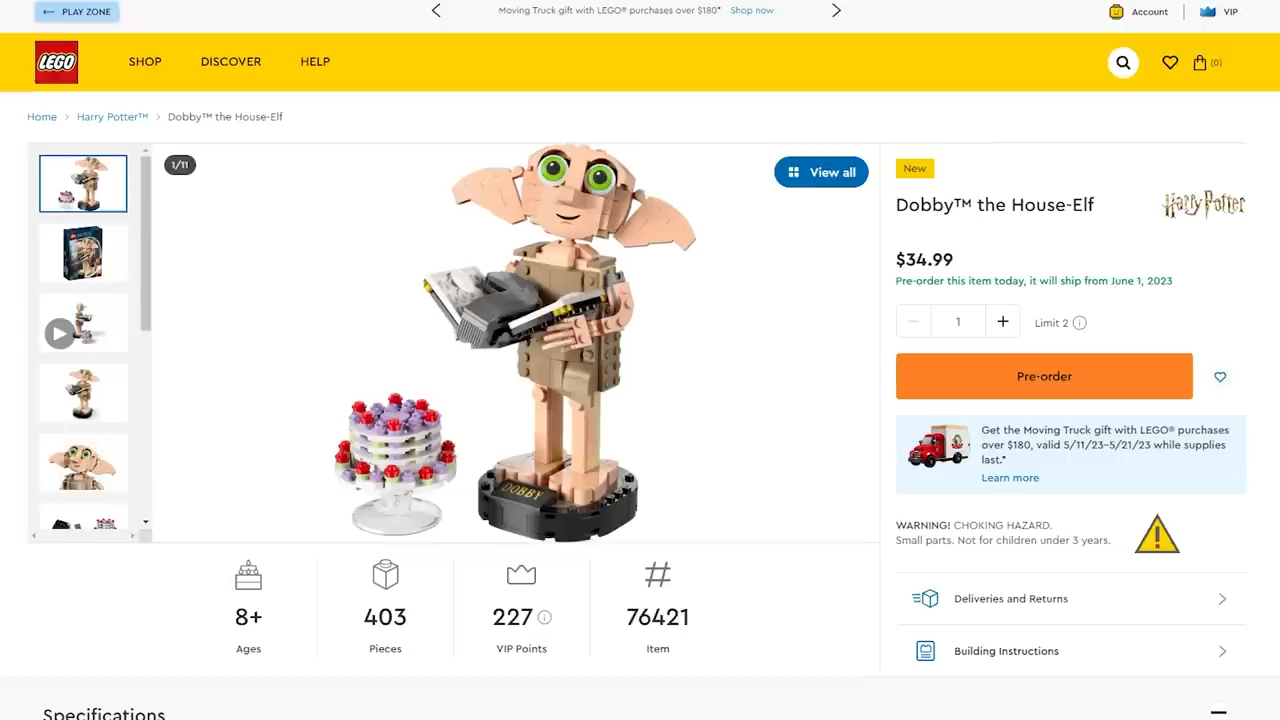 ← PLAY ZONE
Moving Truck gift with LEGO® purchases over $180* Shop now
Account
VIP
LEGO
SHOP
DISCOVER
HELP
(0)
Home > Harry Potter™ > Dobby™ the House-Elf
1/11
View all
New
Dobby™ the House-Elf
Harry Potter
$34.99
Pre-order this item today, it will ship from June 1, 2023
1
Limit 2
Pre-order
Get the Moving Truck gift with LEGO® purchases
over $180, valid 5/11/23–5/21/23 while supplies
last.*
Learn more
WARNING! CHOKING HAZARD.
Small parts. Not for children under 3 years.
DOBBY
8+
Ages
403
Pieces
227
VIP Points
76421
Item
Deliveries and Returns
Building Instructions
Specifications